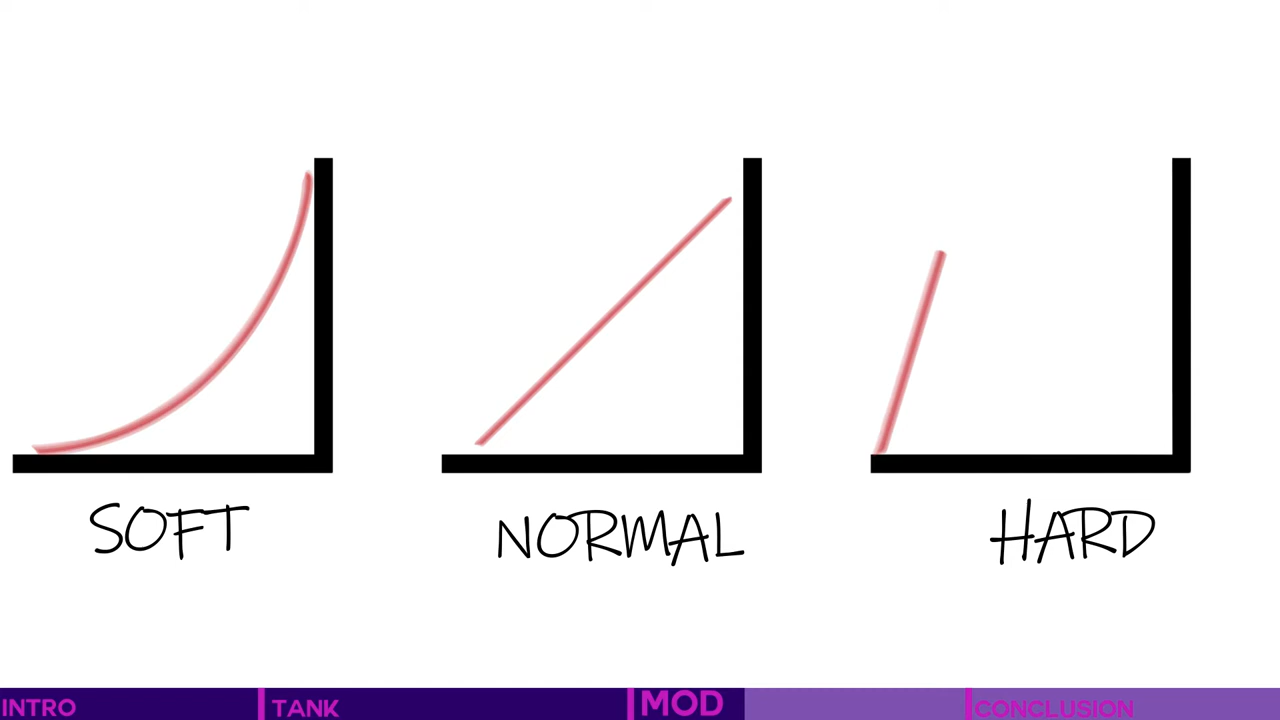 SOFT
NORMAL
HARD
INTRO
TANK
MOD
CONCLUSION